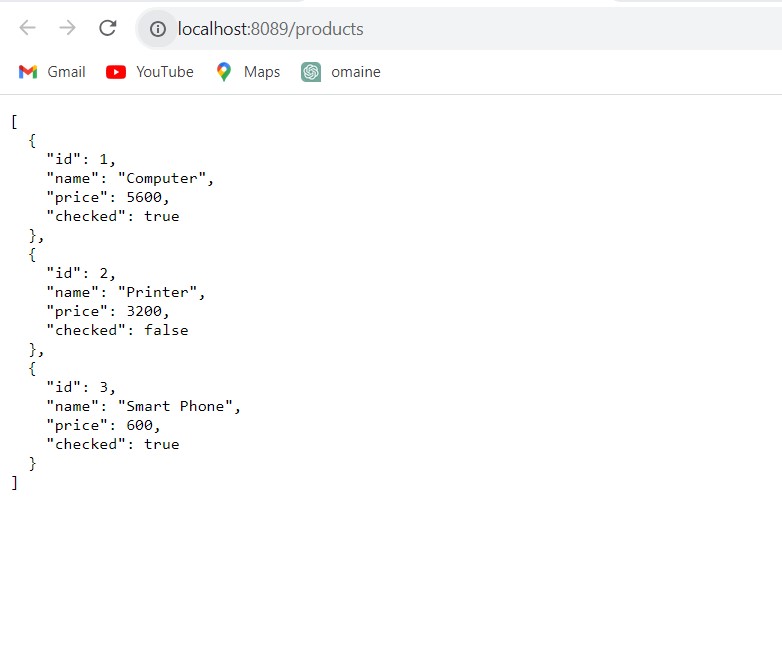 localhost:8089/products
Gmail YouTube Maps omaine
[
  {
    "id": 1,
    "name": "Computer",
    "price": 5600,
    "checked": true
  },
  {
    "id": 2,
    "name": "Printer",
    "price": 3200,
    "checked": false
  },
  {
    "id": 3,
    "name": "Smart Phone",
    "price": 600,
    "checked": true
  }
]